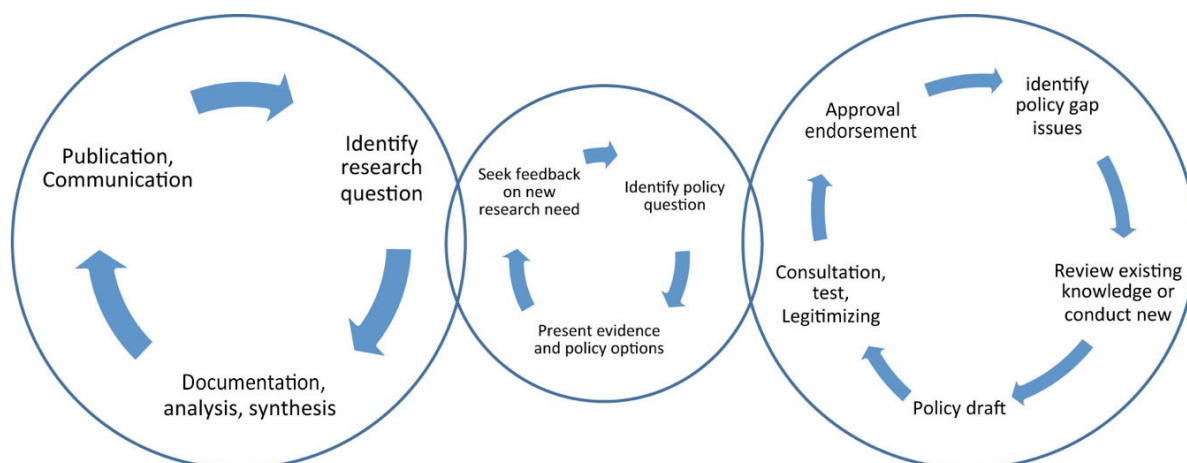 Publication,
Communication
Identify
research
question
Documentation,
analysis, synthesis
Seek feedback
on new
research need
Identify policy
question
Present evidence
and policy options
Approval
endorsement
identify
policy gap
issues
Review existing
knowledge or
conduct new
Policy draft
Consultation,
test,
Legitimizing